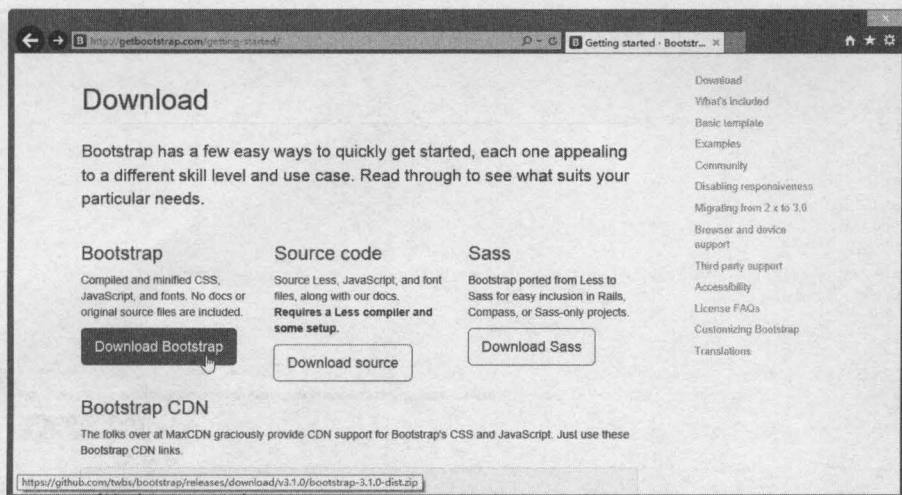 http://getbootstrap.com/getting-started/
Getting started · Bootstr...
Download
Bootstrap has a few easy ways to quickly get started, each one appealing
to a different skill level and use case. Read through to see what suits your
particular needs.
Bootstrap
Compiled and minified CSS,
JavaScript, and fonts. No docs or
original source files are included.
Download Bootstrap
Source code
Source Less, JavaScript, and font
files, along with our docs.
Requires a Less compiler and
some setup.
Download source
Sass
Bootstrap ported from Less to
Sass for easy inclusion in Rails,
Compass, or Sass-only projects.
Download Sass
Bootstrap CDN
The folks over at MaxCDN graciously provide CDN support for Bootstrap's CSS and JavaScript. Just use these
Bootstrap CDN links.
https://github.com/twbs/bootstrap/releases/download/v3.1.0/bootstrap-3.1.0-dist.zip
Download
What's included
Basic template
Examples
Community
Disabling responsiveness
Migrating from 2.x to 3.0
Browser and device
support
Third party support
Accessibility
License FAQs
Customizing Bootstrap
Translations